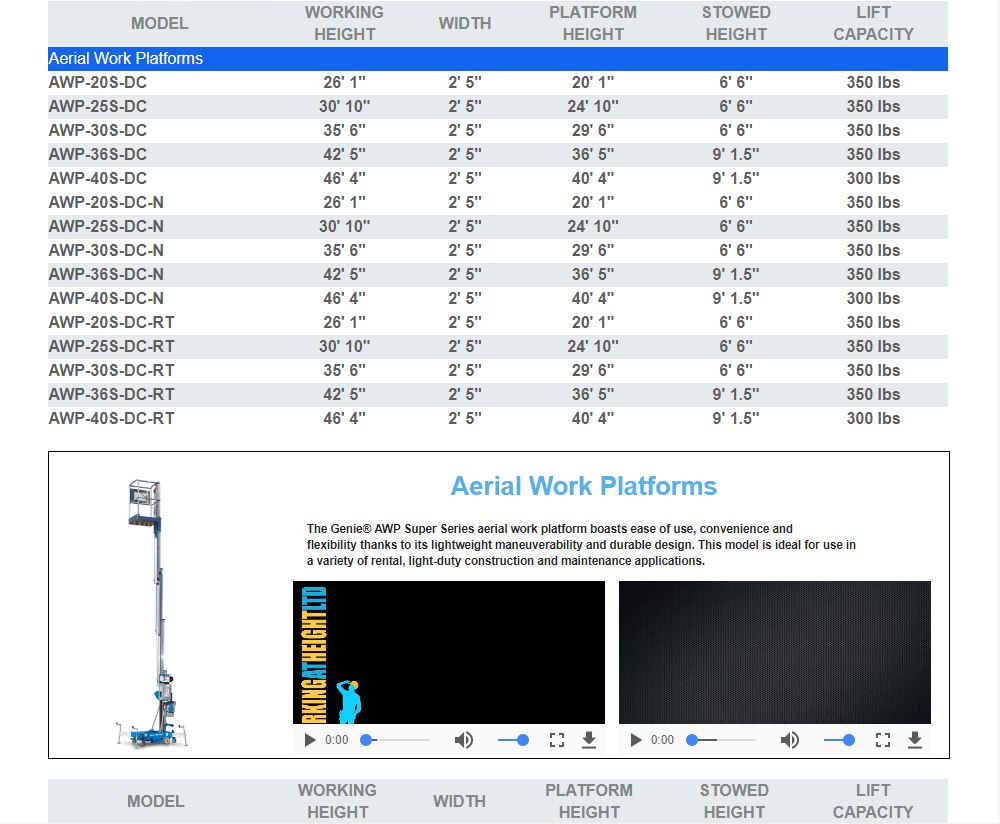 MODEL WORKING HEIGHT WIDTH PLATFORM HEIGHT STOWED HEIGHT LIFT CAPACITY
Aerial Work Platforms
AWP-20S-DC 26' 1" 2' 5" 20' 1" 6' 6" 350 lbs
AWP-25S-DC 30' 10" 2' 5" 24' 10" 6' 6" 350 lbs
AWP-30S-DC 35' 6" 2' 5" 29' 6" 6' 6" 350 lbs
AWP-36S-DC 42' 5" 2' 5" 36' 5" 9' 1.5" 350 lbs
AWP-40S-DC 46' 4" 2' 5" 40' 4" 9' 1.5" 300 lbs
AWP-20S-DC-N 26' 1" 2' 5" 20' 1" 6' 6" 350 lbs
AWP-25S-DC-N 30' 10" 2' 5" 24' 10" 6' 6" 350 lbs
AWP-30S-DC-N 35' 6" 2' 5" 29' 6" 6' 6" 350 lbs
AWP-36S-DC-N 42' 5" 2' 5" 36' 5" 9' 1.5" 350 lbs
AWP-40S-DC-N 46' 4" 2' 5" 40' 4" 9' 1.5" 300 lbs
AWP-20S-DC-RT 26' 1" 2' 5" 20' 1" 6' 6" 350 lbs
AWP-25S-DC-RT 30' 10" 2' 5" 24' 10" 6' 6" 350 lbs
AWP-30S-DC-RT 35' 6" 2' 5" 29' 6" 6' 6" 350 lbs
AWP-36S-DC-RT 42' 5" 2' 5" 36' 5" 9' 1.5" 350 lbs
AWP-40S-DC-RT 46' 4" 2' 5" 40' 4" 9' 1.5" 300 lbs
Aerial Work Platforms
The Genie® AWP Super Series aerial work platform boasts ease of use, convenience and
flexibility thanks to its lightweight maneuverability and durable design. This model is ideal for use in
a variety of rental, light-duty construction and maintenance applications.
RKINGATHEIGHTLTD
0:00
0:00
MODEL WORKING HEIGHT WIDTH PLATFORM HEIGHT STOWED HEIGHT LIFT CAPACITY